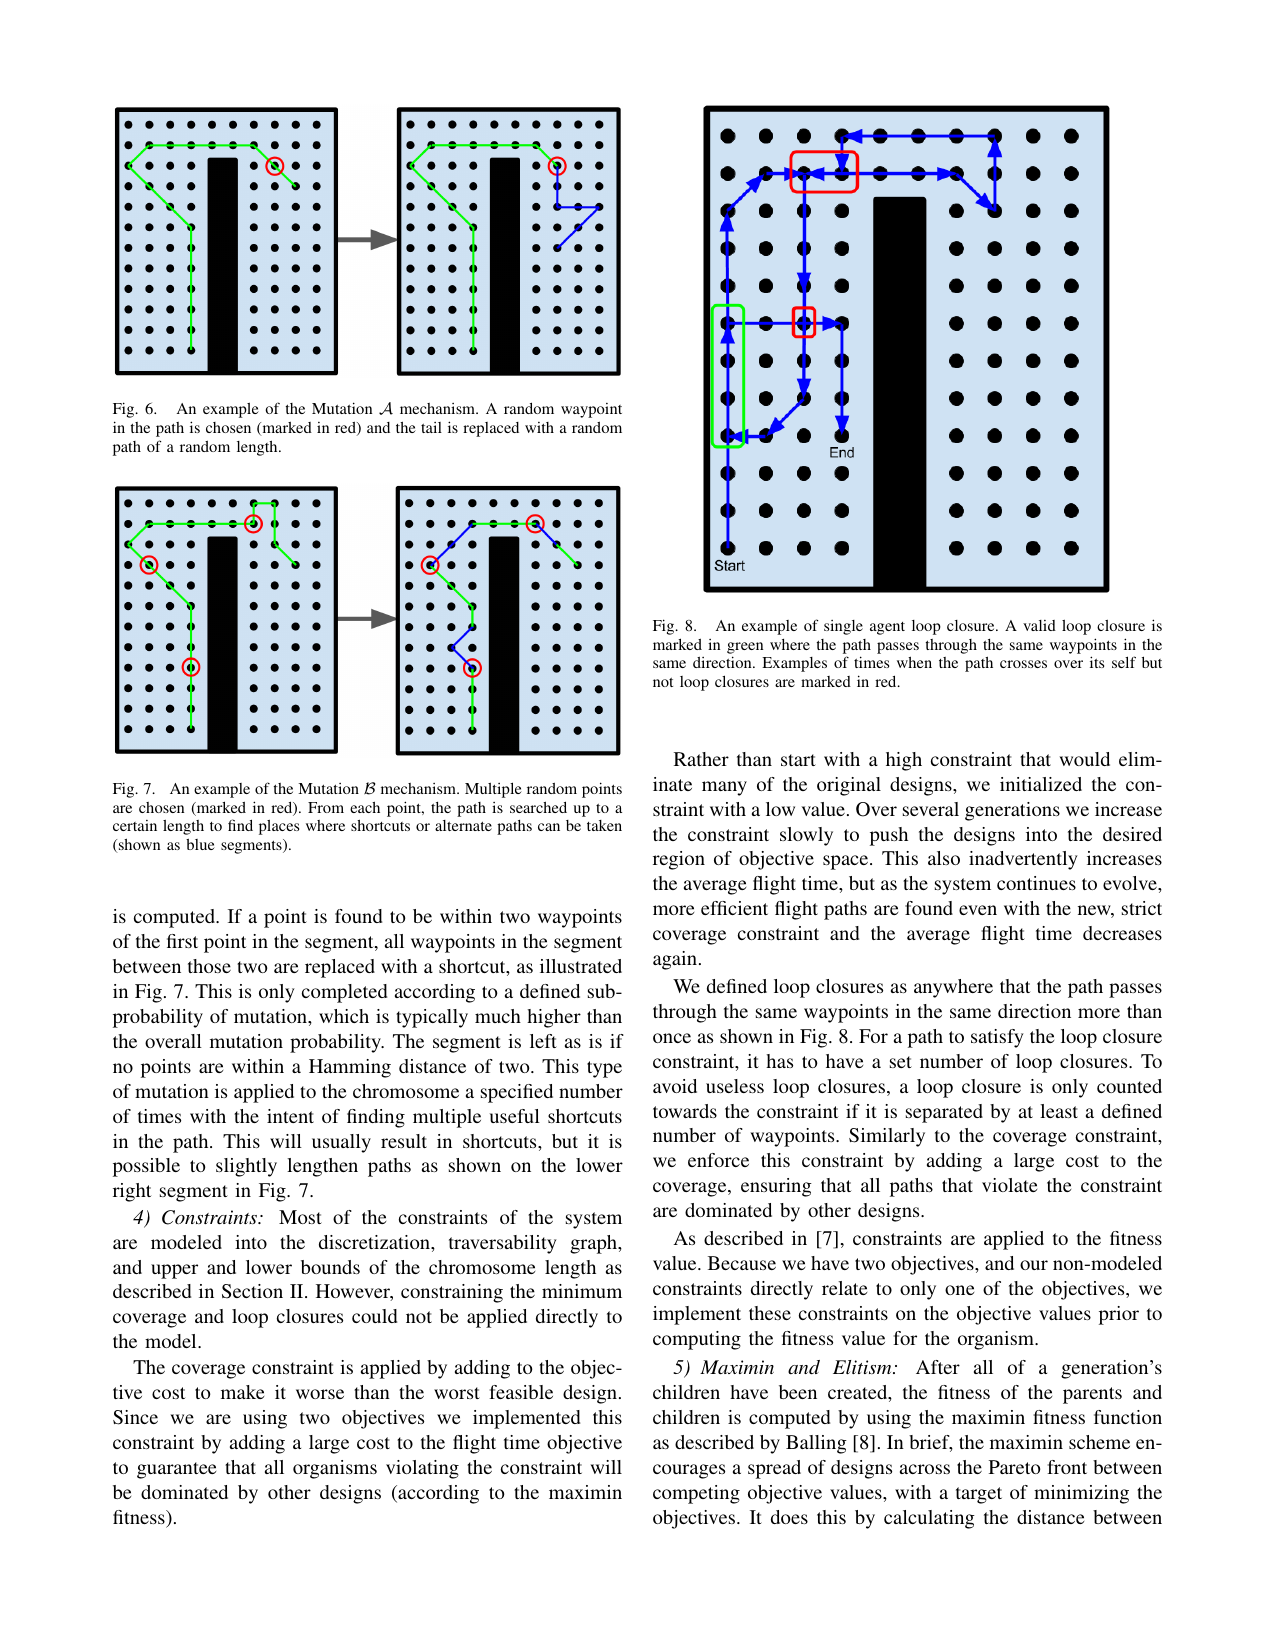 Fig. 6. An example of the Mutation 𝒜 mechanism. A random waypoint
in the path is chosen (marked in red) and the tail is replaced with a random
path of a random length.
Fig. 7. An example of the Mutation ℬ mechanism. Multiple random points
are chosen (marked in red). From each point, the path is searched up to a
certain length to find places where shortcuts or alternate paths can be taken
(shown as blue segments).
is computed. If a point is found to be within two waypoints
of the first point in the segment, all waypoints in the segment
between those two are replaced with a shortcut, as illustrated
in Fig. 7. This is only completed according to a defined sub-
probability of mutation, which is typically much higher than
the overall mutation probability. The segment is left as is if
no points are within a Hamming distance of two. This type
of mutation is applied to the chromosome a specified number
of times with the intent of finding multiple useful shortcuts
in the path. This will usually result in shortcuts, but it is
possible to slightly lengthen paths as shown on the lower
right segment in Fig. 7.
4) Constraints: Most of the constraints of the system
are modeled into the discretization, traversability graph,
and upper and lower bounds of the chromosome length as
described in Section II. However, constraining the minimum
coverage and loop closures could not be applied directly to
the model.
The coverage constraint is applied by adding to the objec-
tive cost to make it worse than the worst feasible design.
Since we are using two objectives we implemented this
constraint by adding a large cost to the flight time objective
to guarantee that all organisms violating the constraint will
be dominated by other designs (according to the maximin
fitness).
End
Start
Fig. 8. An example of single agent loop closure. A valid loop closure is
marked in green where the path passes through the same waypoints in the
same direction. Examples of times when the path crosses over its self but
not loop closures are marked in red.
Rather than start with a high constraint that would elim-
inate many of the original designs, we initialized the con-
straint with a low value. Over several generations we increase
the constraint slowly to push the designs into the desired
region of objective space. This also inadvertently increases
the average flight time, but as the system continues to evolve,
more efficient flight paths are found even with the new, strict
coverage constraint and the average flight time decreases
again.
We defined loop closures as anywhere that the path passes
through the same waypoints in the same direction more than
once as shown in Fig. 8. For a path to satisfy the loop closure
constraint, it has to have a set number of loop closures. To
avoid useless loop closures, a loop closure is only counted
towards the constraint if it is separated by at least a defined
number of waypoints. Similarly to the coverage constraint,
we enforce this constraint by adding a large cost to the
coverage, ensuring that all paths that violate the constraint
are dominated by other designs.
As described in [7], constraints are applied to the fitness
value. Because we have two objectives, and our non-modeled
constraints directly relate to only one of the objectives, we
implement these constraints on the objective values prior to
computing the fitness value for the organism.
5) Maximin and Elitism: After all of a generation's
children have been created, the fitness of the parents and
children is computed by using the maximin fitness function
as described by Balling [8]. In brief, the maximin scheme en-
courages a spread of designs across the Pareto front between
competing objective values, with a target of minimizing the
objectives. It does this by calculating the distance between